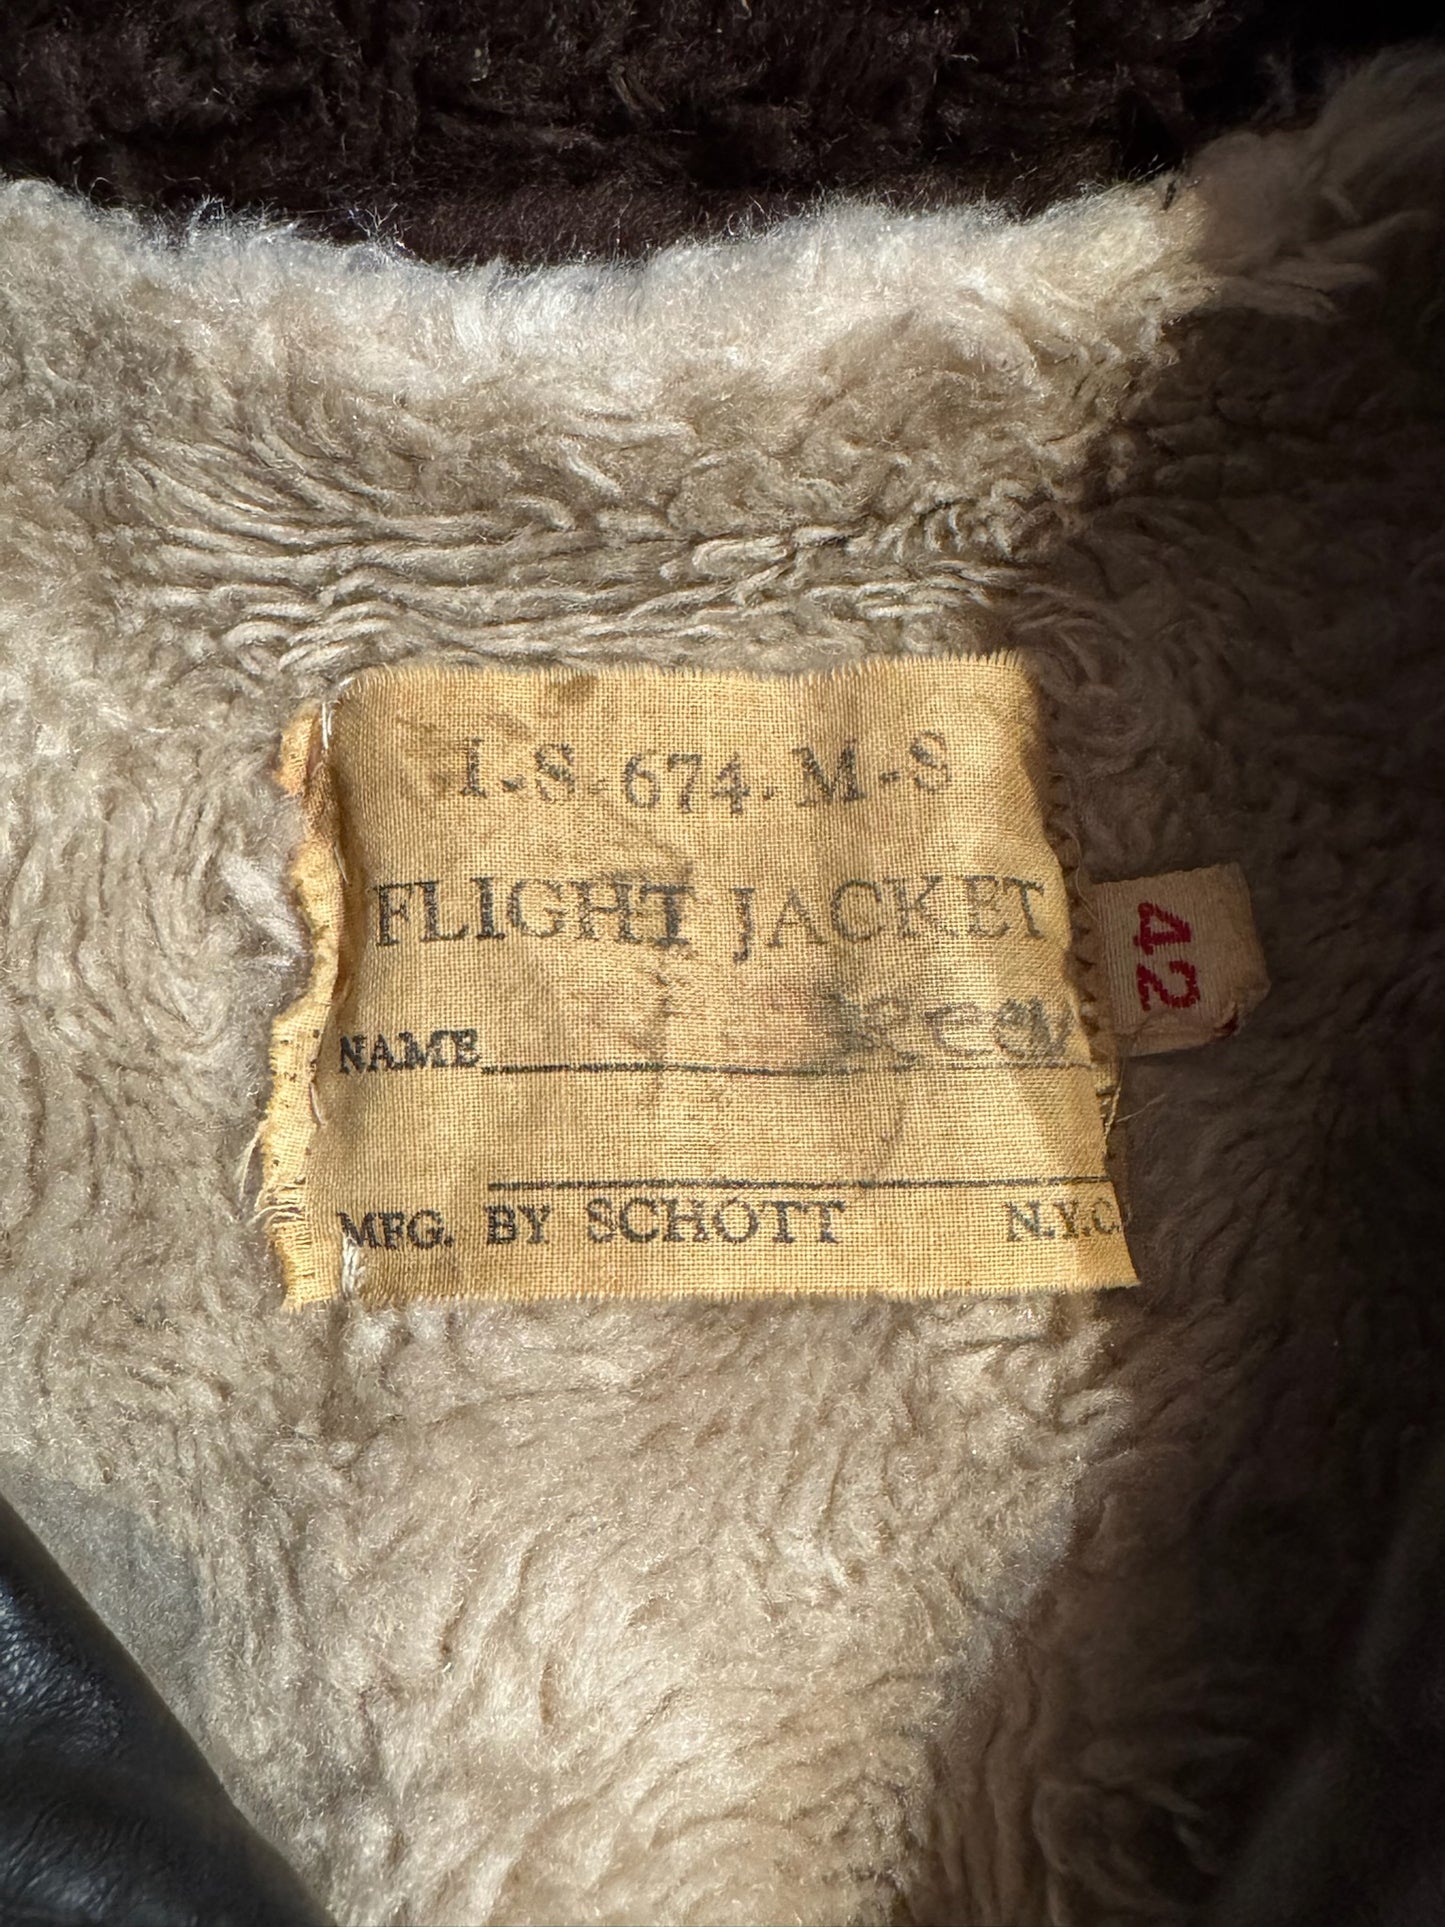 I-S-674-M-S
FLIGHT JACKET
NAME
MFG. BY SCHOTT N.Y.C.
42